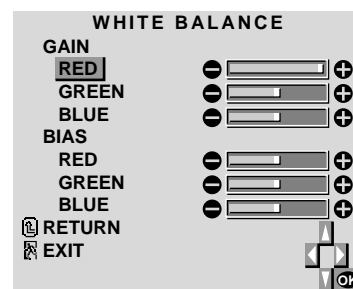 WHITE BALANCE
GAIN
RED
GREEN
BLUE
BIAS
RED
GREEN
BLUE
RETURN
EXIT
OK